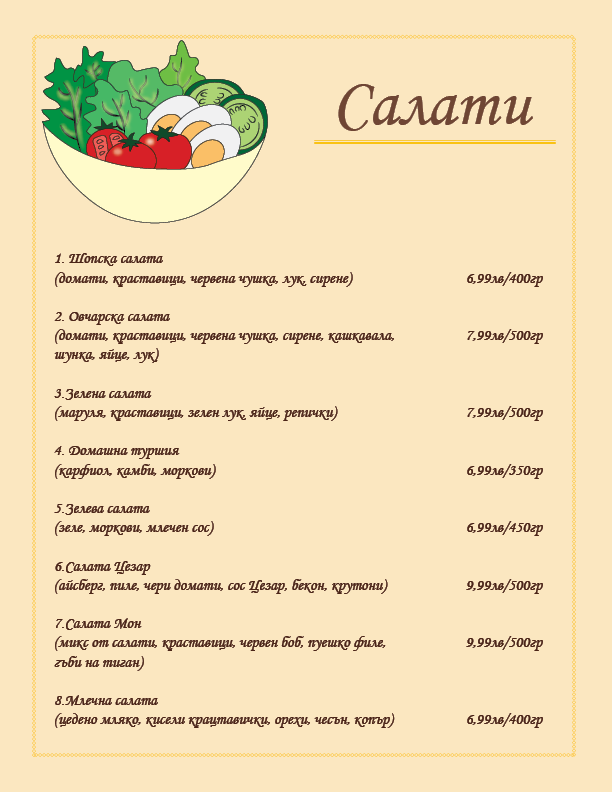 Салати
1. Шопска салата
(домати, краставици, червена чушка, лук, сирене) 6,99лв/400гр
2. Овчарска салата
(домати, краставици, червена чушка, сирене, кашкавала, 7,99лв/500гр
шунка, яйце, лук)
3.Зелена салата
(маруля, краставици, зелен лук, яйце, репички) 7,99лв/500гр
4. Домашна туршия
(карфиол, камби, моркови) 6,99лв/350гр
5.Зелева салата
(зеле, моркови, млечен сос) 6,99лв/450гр
6.Салата Цезар
(айсберг, пиле, чери домати, сос Цезар, бекон, крутони) 9,99лв/500гр
7.Салата Мон
(микс от салати, краставици, червен боб, пуешко филе, 9,99лв/500гр
гъби на тиган)
8.Млечна салата
(цедено мляко, кисели крацтавички, орехи, чесън, копър) 6,99лв/400гр